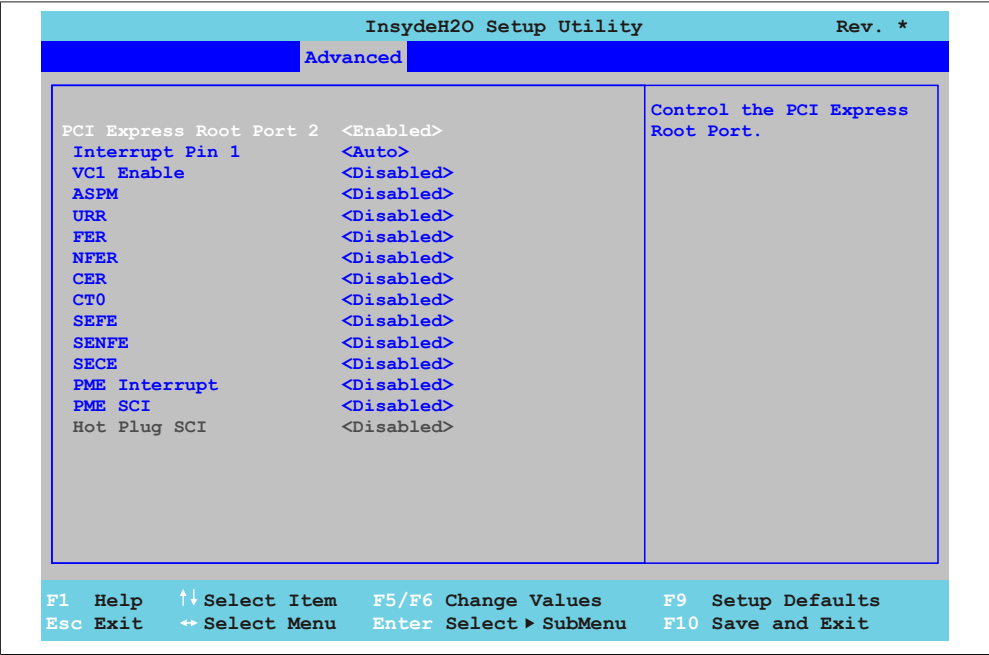 InsydeH2O Setup Utility Rev. *
Advanced
PCI Express Root Port 2 <Enabled>
Interrupt Pin 1 <Auto>
VC1 Enable <Disabled>
ASPM <Disabled>
URR <Disabled>
FER <Disabled>
NFER <Disabled>
CER <Disabled>
CT0 <Disabled>
SEFE <Disabled>
SENFE <Disabled>
SECE <Disabled>
PME Interrupt <Disabled>
PME SCI <Disabled>
Hot Plug SCI <Disabled>
Control the PCI Express
Root Port.
F1 Help ↑↓ Select Item F5/F6 Change Values F9 Setup Defaults
Esc Exit ↔ Select Menu Enter Select ▶ SubMenu F10 Save and Exit